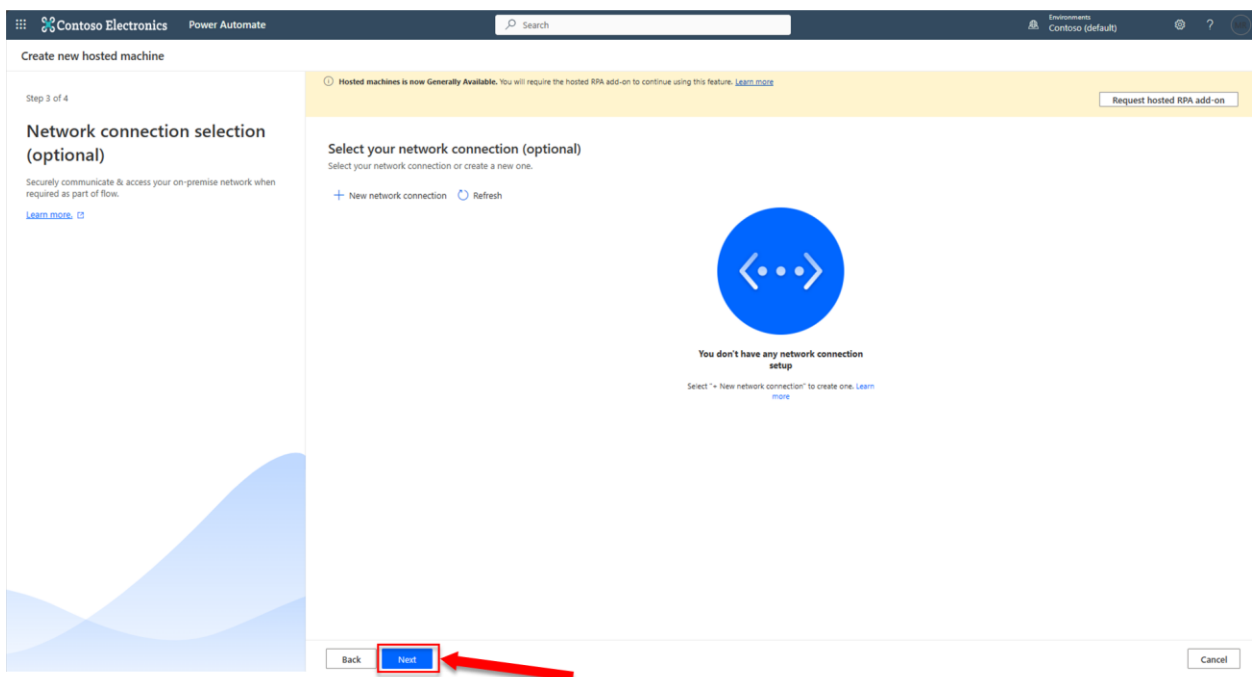 Contoso Electronics Power Automate
Search
Environments
Contoso (default)
?
Create new hosted machine
Hosted machines is now Generally Available. You will require the hosted RPA add-on to continue using this feature. Learn more
Request hosted RPA add-on
Step 3 of 4
Network connection selection
(optional)
Securely communicate & access your on-premise network when
required as part of flow.
Learn more.
Select your network connection (optional)
Select your network connection or create a new one.
New network connection Refresh
You don't have any network connection
setup
Select "+ New network connection" to create one. Learn
more
Back Next Cancel